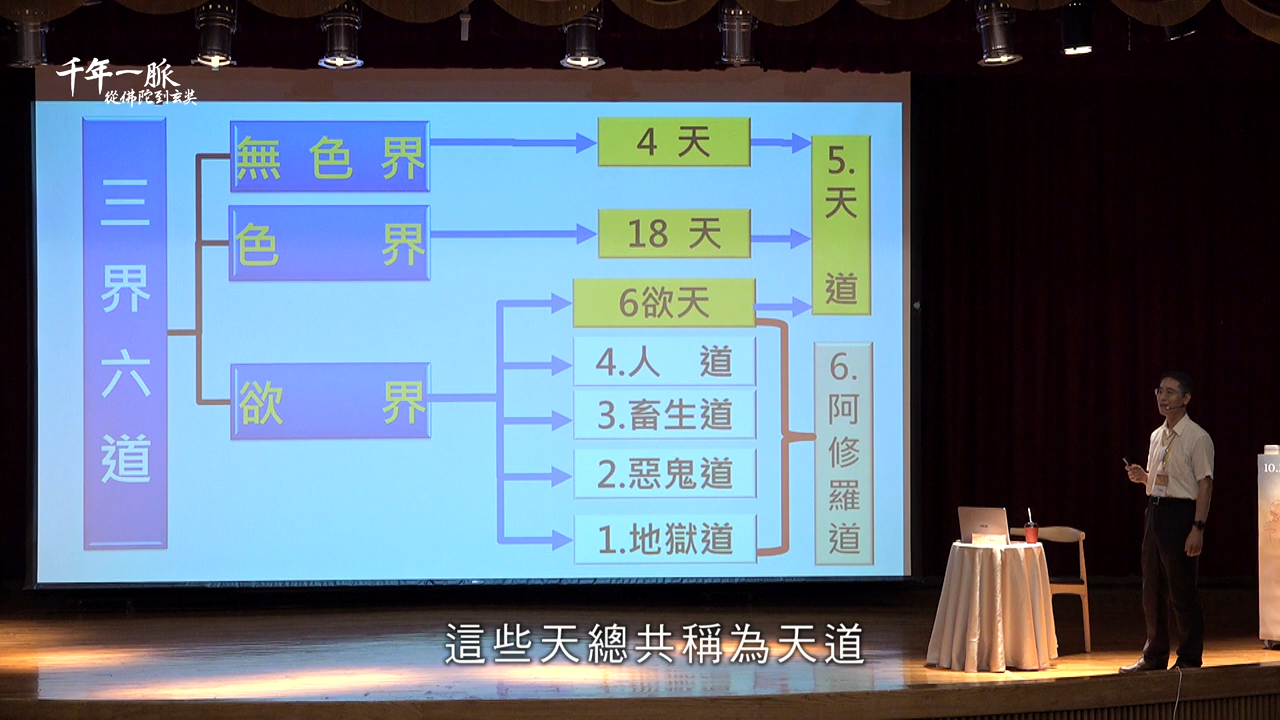 千年一脈
從佛陀到玄奘
三界六道
無色界
4 天
色界
18 天
5.天道
欲界
6欲天
4.人 道
3.畜生道
2.惡鬼道
1.地獄道
6.阿修羅道
這些天總共稱為天道